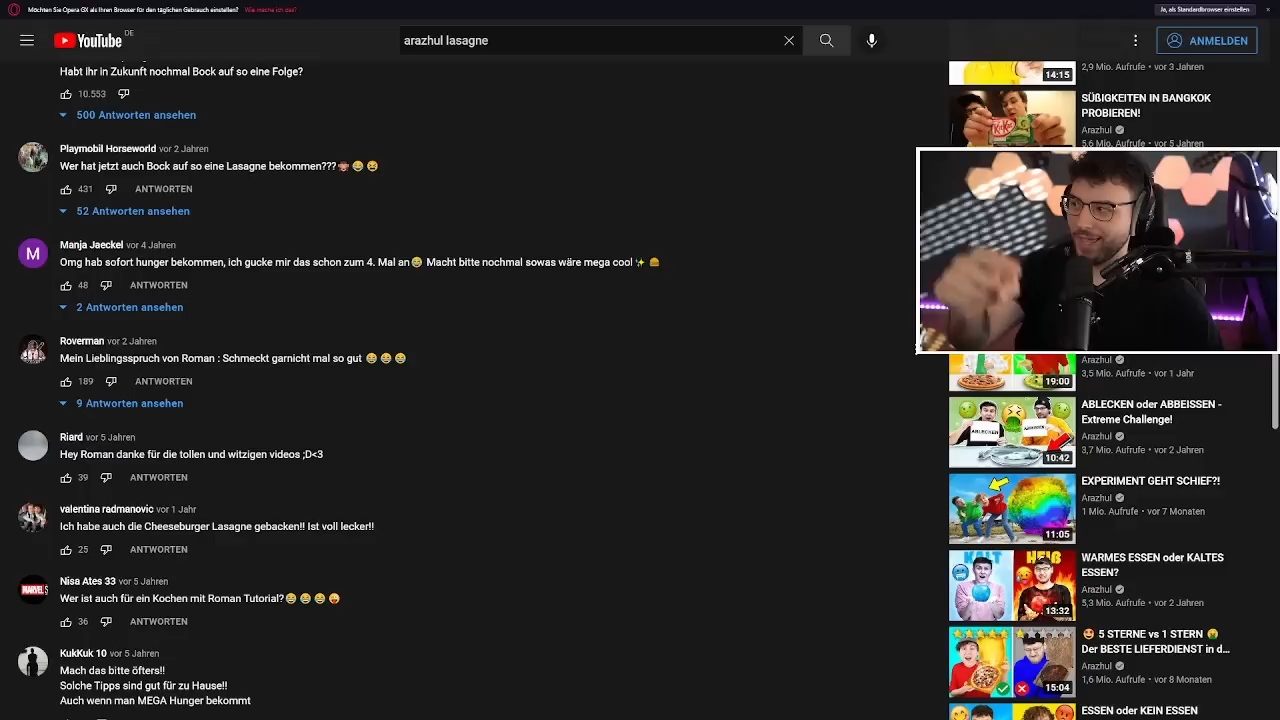 Möchten Sie Opera GX als Ihren Browser für den täglichen Gebrauch einstellen? Wie mache ich das?
Ja, als Standardbrowser einstellen
YouTube DE
arazhul lasagne
ANMELDEN
Habt ihr in Zukunft nochmal Bock auf so eine Folge?
10.553
500 Antworten ansehen
Playmobil Horseworld vor 2 Jahren
Wer hat jetzt auch Bock auf so eine Lasagne bekommen???🐵😄😆
431 ANTWORTEN
52 Antworten ansehen
M
Manja Jaeckel vor 4 Jahren
Omg hab sofort hunger bekommen, ich gucke mir das schon zum 4. Mal an😂 Macht bitte nochmal sowas wäre mega cool✨🍔
48 ANTWORTEN
2 Antworten ansehen
Roverman vor 2 Jahren
Mein Lieblingsspruch von Roman : Schmeckt garnicht mal so gut 😂😂😂
189 ANTWORTEN
9 Antworten ansehen
Riard vor 5 Jahren
Hey Roman danke für die tollen und witzigen videos ;D<3
39 ANTWORTEN
valentina radmanovic vor 1 Jahr
Ich habe auch die Cheeseburger Lasagne gebacken!! Ist voll lecker!!
25 ANTWORTEN
MARVEL
Nisa Ates 33 vor 5 Jahren
Wer ist auch für ein Kochen mit Roman Tutorial?😂😂😂😛
36 ANTWORTEN
KukKuk 10 vor 5 Jahren
Mach das bitte öfters!!
Solche Tipps sind gut für zu Hause!!
Auch wenn man MEGA Hunger bekommt
14:15
2,9 Mio. Aufrufe • vor 3 Jahren
SÜẞIGKEITEN IN BANGKOK
PROBIEREN!
Arazhul
5,6 Mio. Aufrufe • vor 5 Jahren
19:00
Arazhul
3,5 Mio. Aufrufe • vor 1 Jahr
ABLECKEN
10:42
ABLECKEN oder ABBEISSEN -
Extreme Challenge!
Arazhul
3,7 Mio. Aufrufe • vor 2 Jahren
11:05
EXPERIMENT GEHT SCHIEF?!
Arazhul
1 Mio. Aufrufe • vor 7 Monaten
KALT
HEIß
13:32
WARMES ESSEN oder KALTES
ESSEN?
Arazhul
5,3 Mio. Aufrufe • vor 2 Jahren
15:04
🤩 5 STERNE vs 1 STERN 🤮
Der BESTE LIEFERDIENST in d...
Arazhul
1,6 Mio. Aufrufe • vor 8 Monaten
ESSEN oder KEIN ESSEN